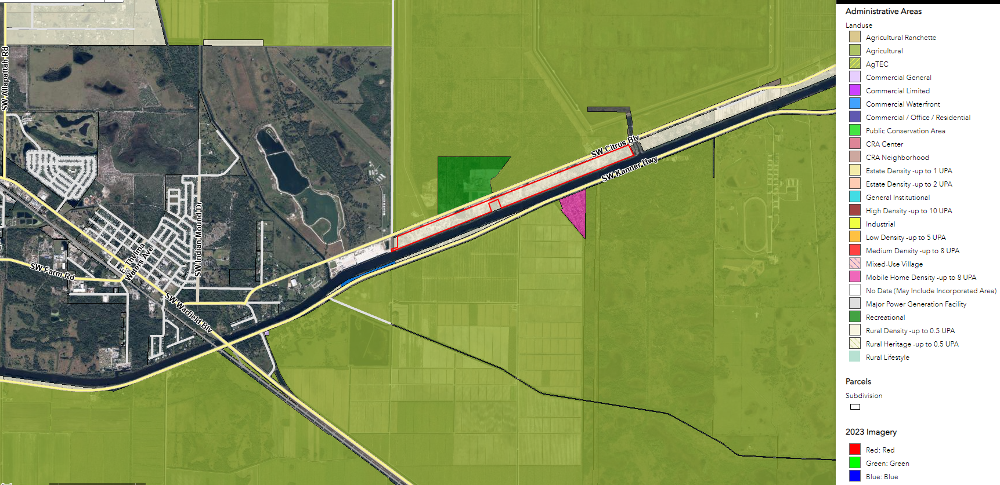 SW Allapattah Rd
SW Citrus Blv
SW Kanner Hwy
SW Indian Mound Dr
E. Thelma
Waters Ave
SW Farm Rd
SW Warfield Blv
Administrative Areas
Landuse
Agricultural Ranchette
Agricultural
AgTEC
Commercial General
Commercial Limited
Commercial Waterfront
Commercial / Office / Residential
Public Conservation Area
CRA Center
CRA Neighborhood
Estate Density -up to 1 UPA
Estate Density -up to 2 UPA
General Institutional
High Density -up to 10 UPA
Industrial
Low Density -up to 5 UPA
Medium Density -up to 8 UPA
Mixed-Use Village
Mobile Home Density -up to 8 UPA
No Data (May Include Incorporated Area)
Major Power Generation Facility
Recreational
Rural Density -up to 0.5 UPA
Rural Heritage -up to 0.5 UPA
Rural Lifestyle
Parcels
Subdivision
2023 Imagery
Red: Red
Green: Green
Blue: Blue